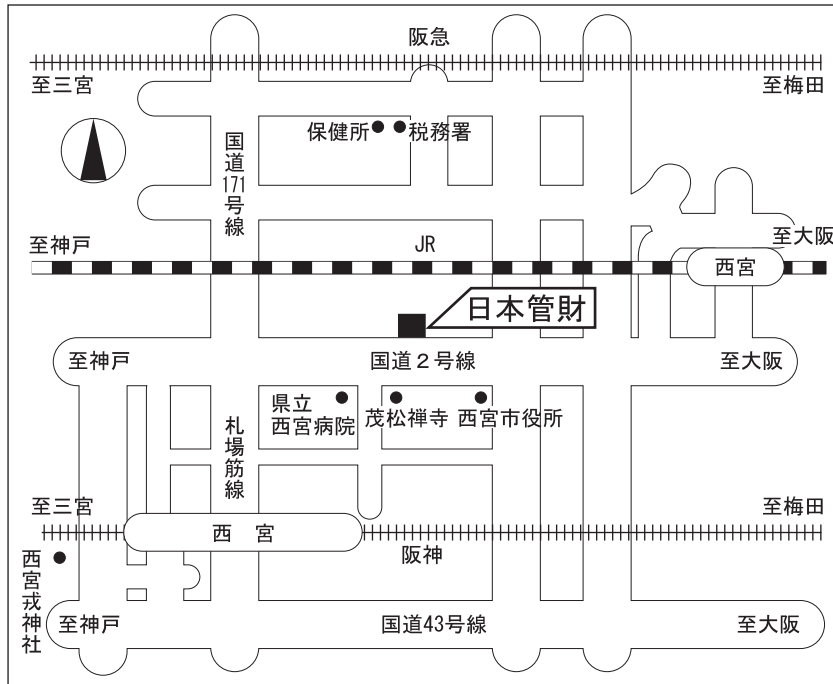 阪急
至三宮
至梅田
保健所
税務署
国道171号線
至神戸
JR
至大阪
西宮
日本管財
至神戸
国道２号線
至大阪
県立
西宮病院
茂松禅寺
西宮市役所
札場筋線
至三宮
至梅田
西　宮
阪神
西宮戎神社
至神戸
国道43号線
至大阪